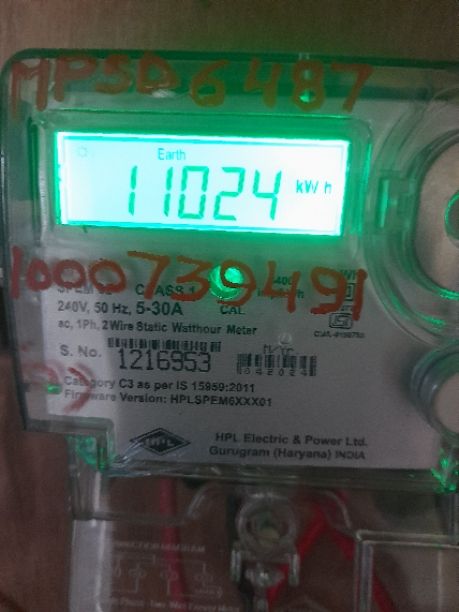 MPSD6487
Earth
11024 kWh
1000739491
CLASS 1
240V, 50 Hz, 5-30A CAL
ac, 1Ph, 2Wire Static Watthour Meter
S. No. 1216953
042024
Category C3 as per IS 15959:2011
Firmware Version: HPLSPEM6XXX01
HPL
HPL Electric & Power Ltd.
Gurugram (Haryana) INDIA